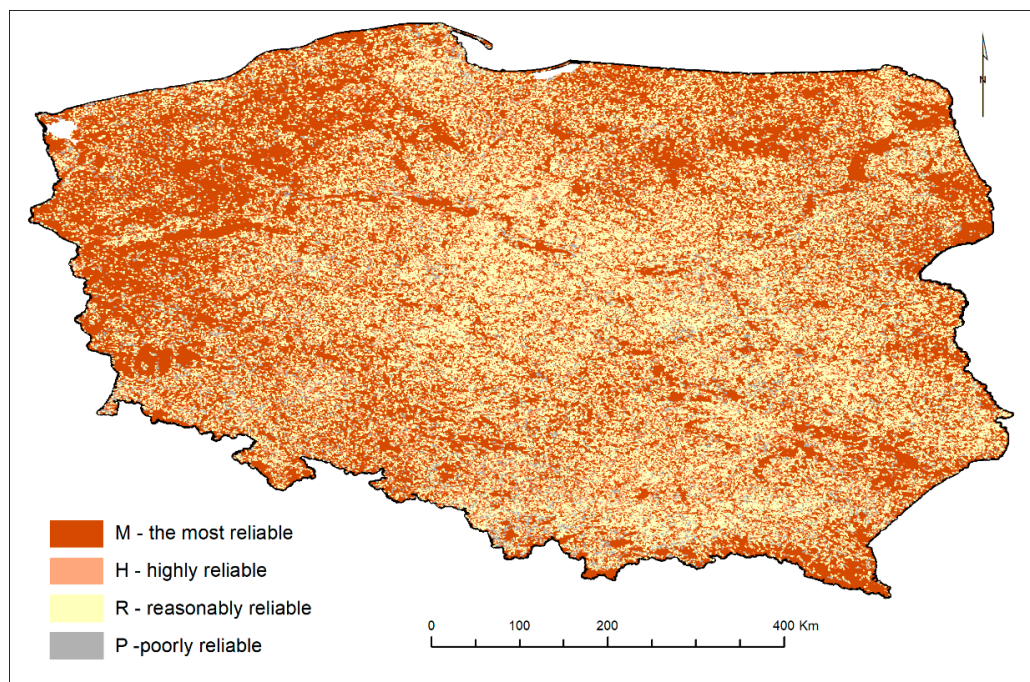 N
M - the most reliable
H - highly reliable
R - reasonably reliable
P -poorly reliable
0 100 200 400 Km